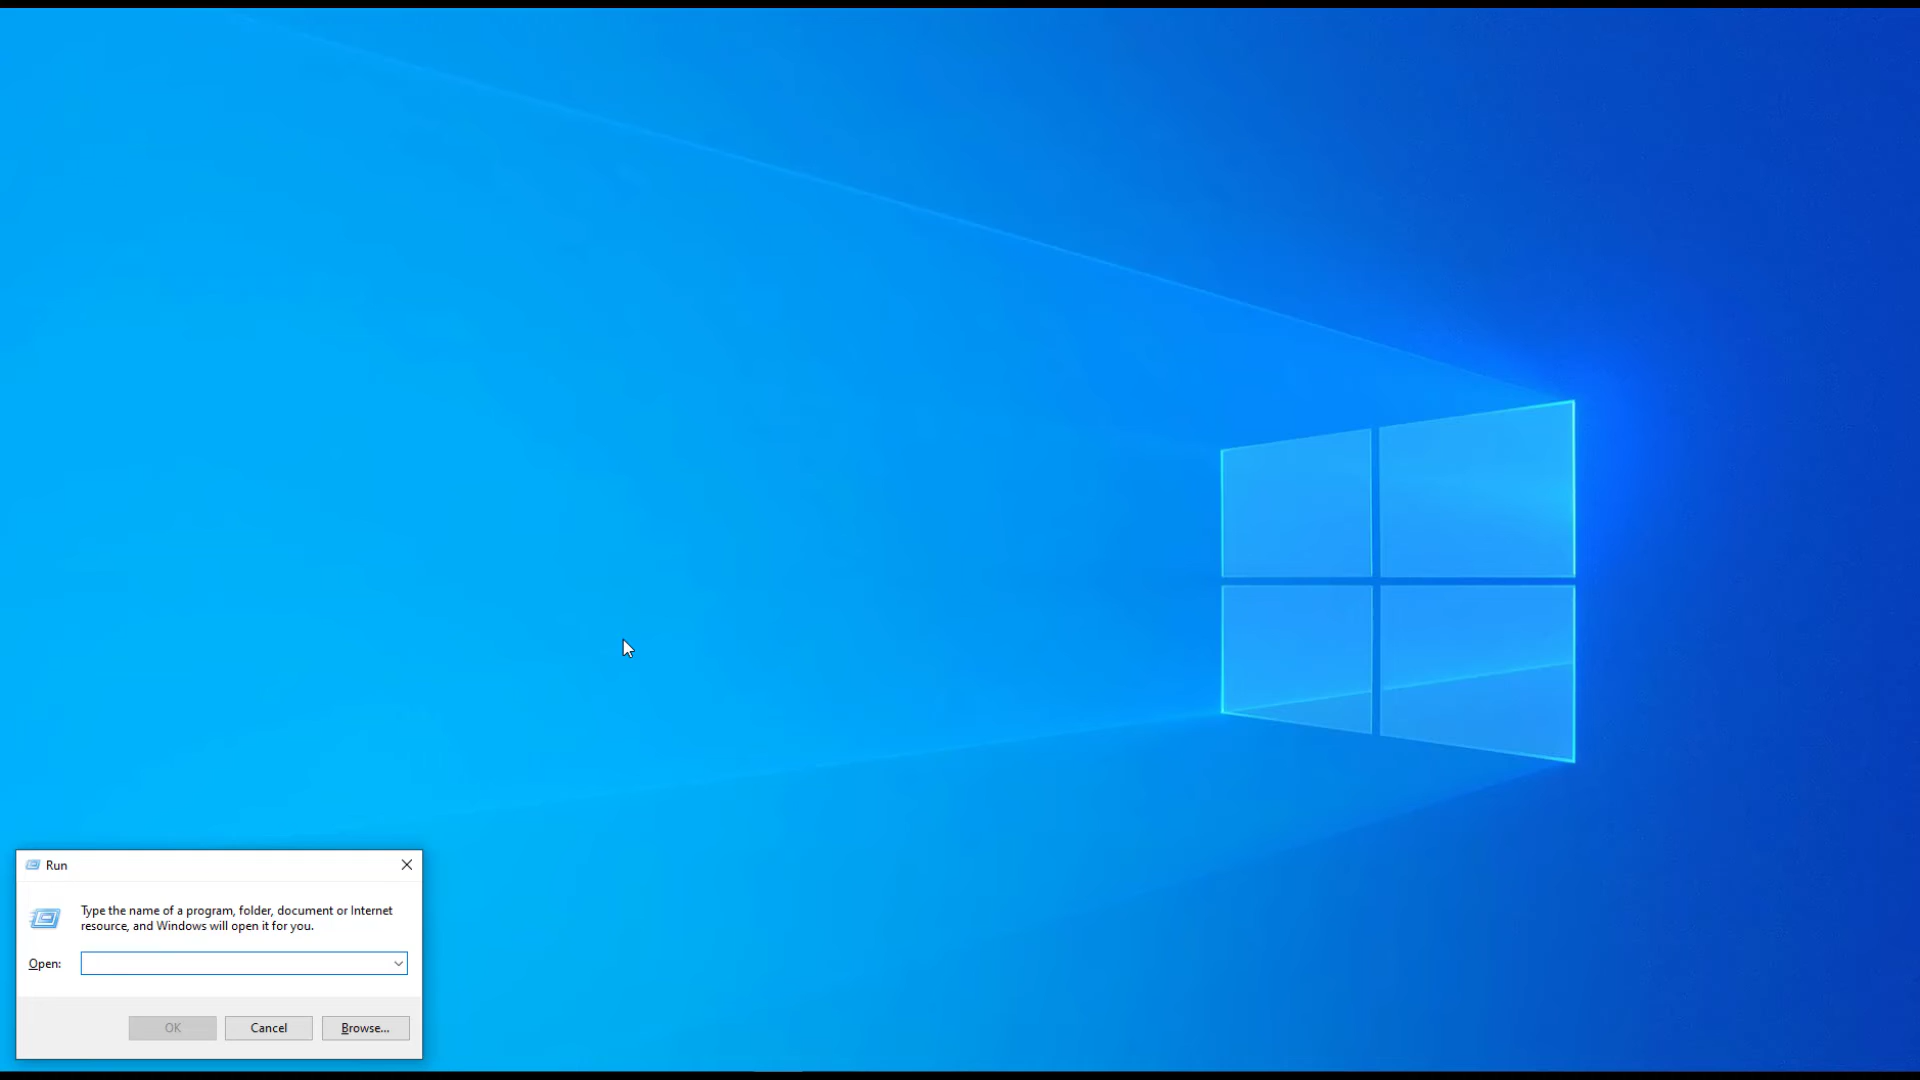 Run
Type the name of a program, folder, document or Internet
resource, and Windows will open it for you.
Open:
OK
Cancel
Browse...